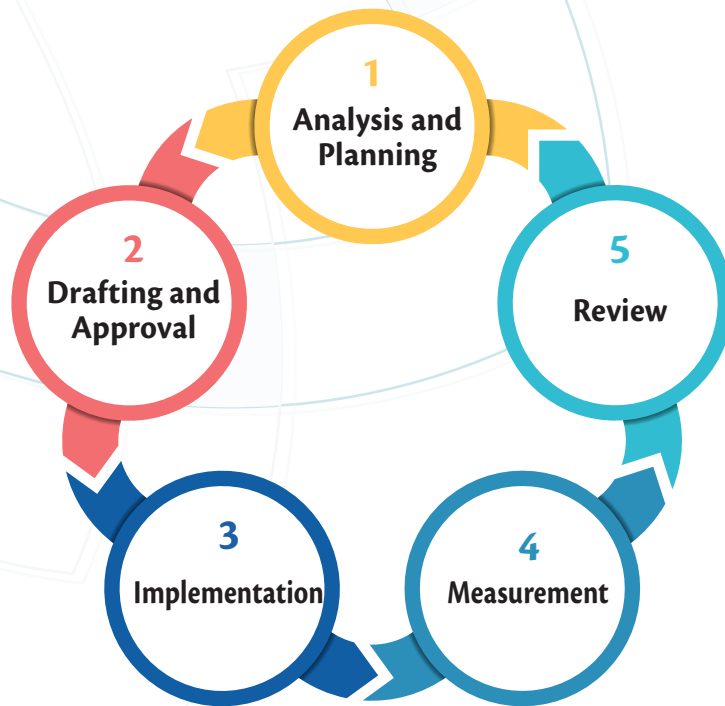 1
Analysis and
Planning
2
Drafting and
Approval
3
Implementation
4
Measurement
5
Review